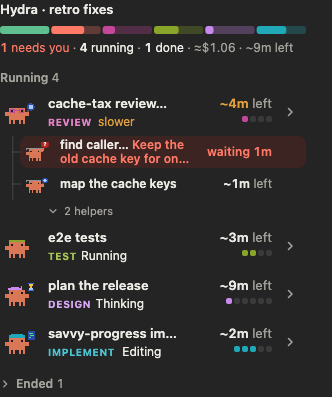 Hydra · retro fixes
1 needs you · 4 running · 1 done · ≈$1.06 · ~9m left
Running 4
cache-tax review... ~4m left
REVIEW slower
find caller... Keep the old cache key for on... waiting 1m
map the cache keys ~1m left
2 helpers
e2e tests ~3m left
TEST Running
plan the release ~9m left
DESIGN Thinking
savvy-progress im... ~2m left
IMPLEMENT Editing
Ended 1